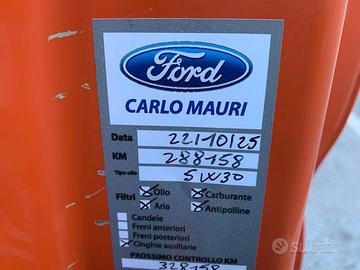 Ford
CARLO MAURI
Data 22/10/25
KM 288158
Tipo olio 5W30
Filtri Olio Carburante
Aria Antipolline
Candele
Freni anteriori
Freni posteriori
Cinghie ausiliarie
PROSSIMO CONTROLLO KM
328158
subito